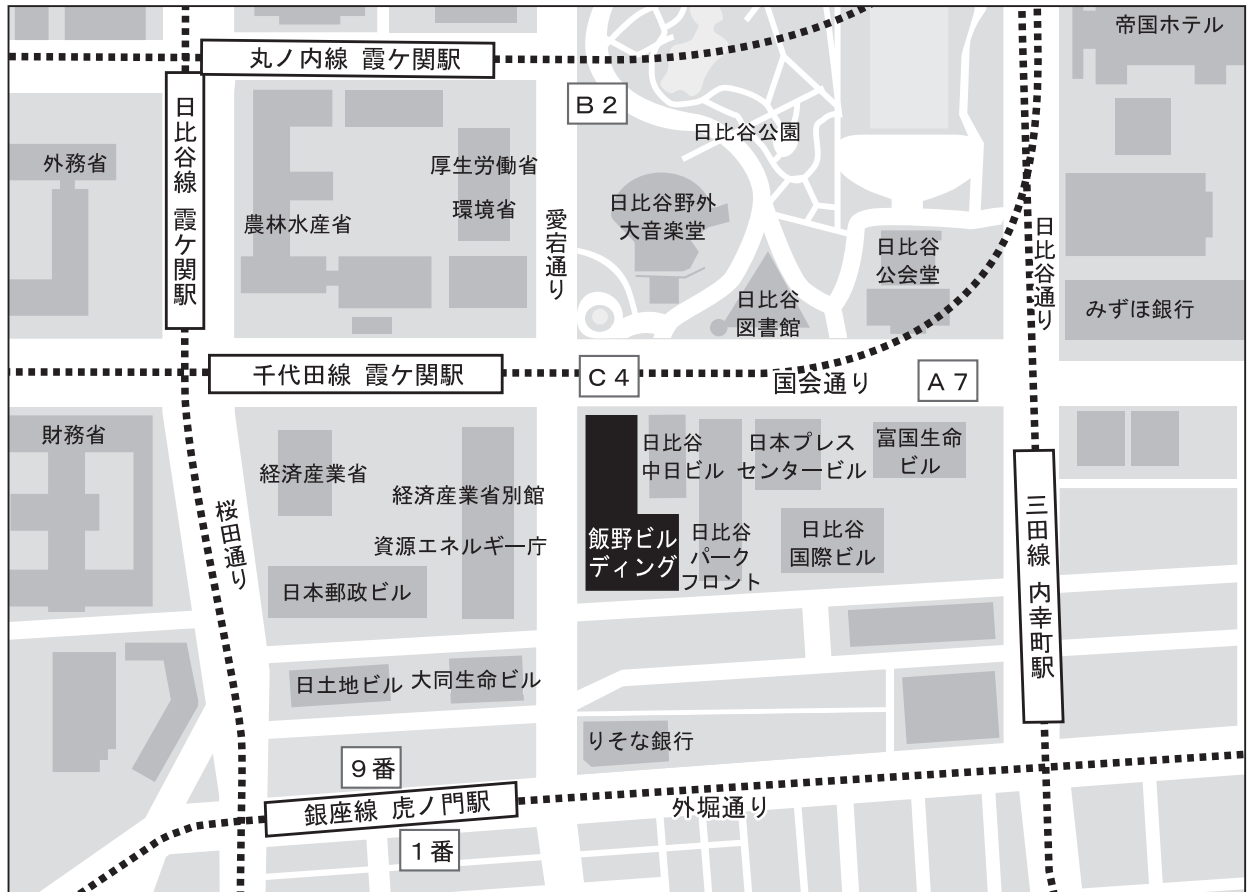 帝国ホテル
丸ノ内線 霞ケ関駅
B2
日比谷線 霞ケ関駅
日比谷公園
外務省
厚生労働省
環境省
農林水産省
愛宕通り
日比谷野外
大音楽堂
日比谷
公会堂
日比谷通り
日比谷
図書館
みずほ銀行
千代田線 霞ケ関駅
C4
国会通り
A7
財務省
経済産業省
経済産業省別館
資源エネルギー庁
日本郵政ビル
桜田通り
日比谷
中日ビル
日本プレス
センタービル
富国生命
ビル
飯野ビル
ディング
日比谷
パーク
フロント
日比谷
国際ビル
三田線 内幸町駅
日土地ビル
大同生命ビル
りそな銀行
9番
銀座線 虎ノ門駅
外堀通り
1番